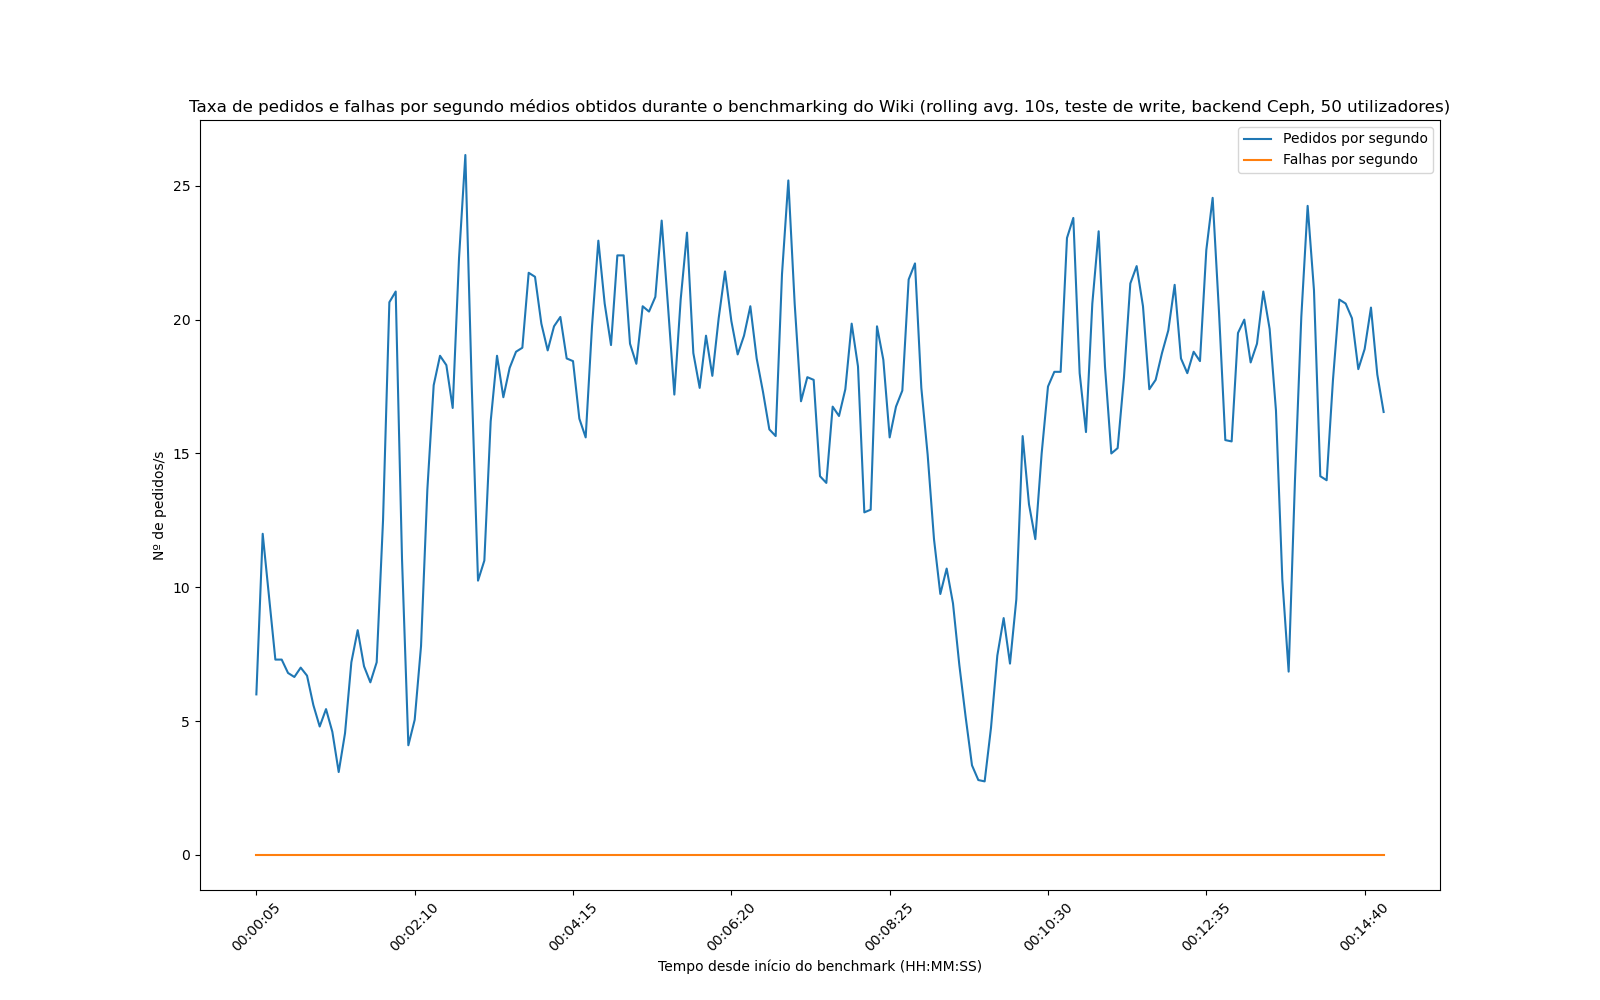 Taxa de pedidos e falhas por segundo médios obtidos durante o benchmarking do Wiki (rolling avg. 10s, teste de write, backend Ceph, 50 utilizadores)
Pedidos por segundo
Falhas por segundo
25
20
15
10
5
0
Nº de pedidos/s
00:00:05
00:02:10
00:04:15
00:06:20
00:08:25
00:10:30
00:12:35
00:14:40
Tempo desde início do benchmark (HH:MM:SS)